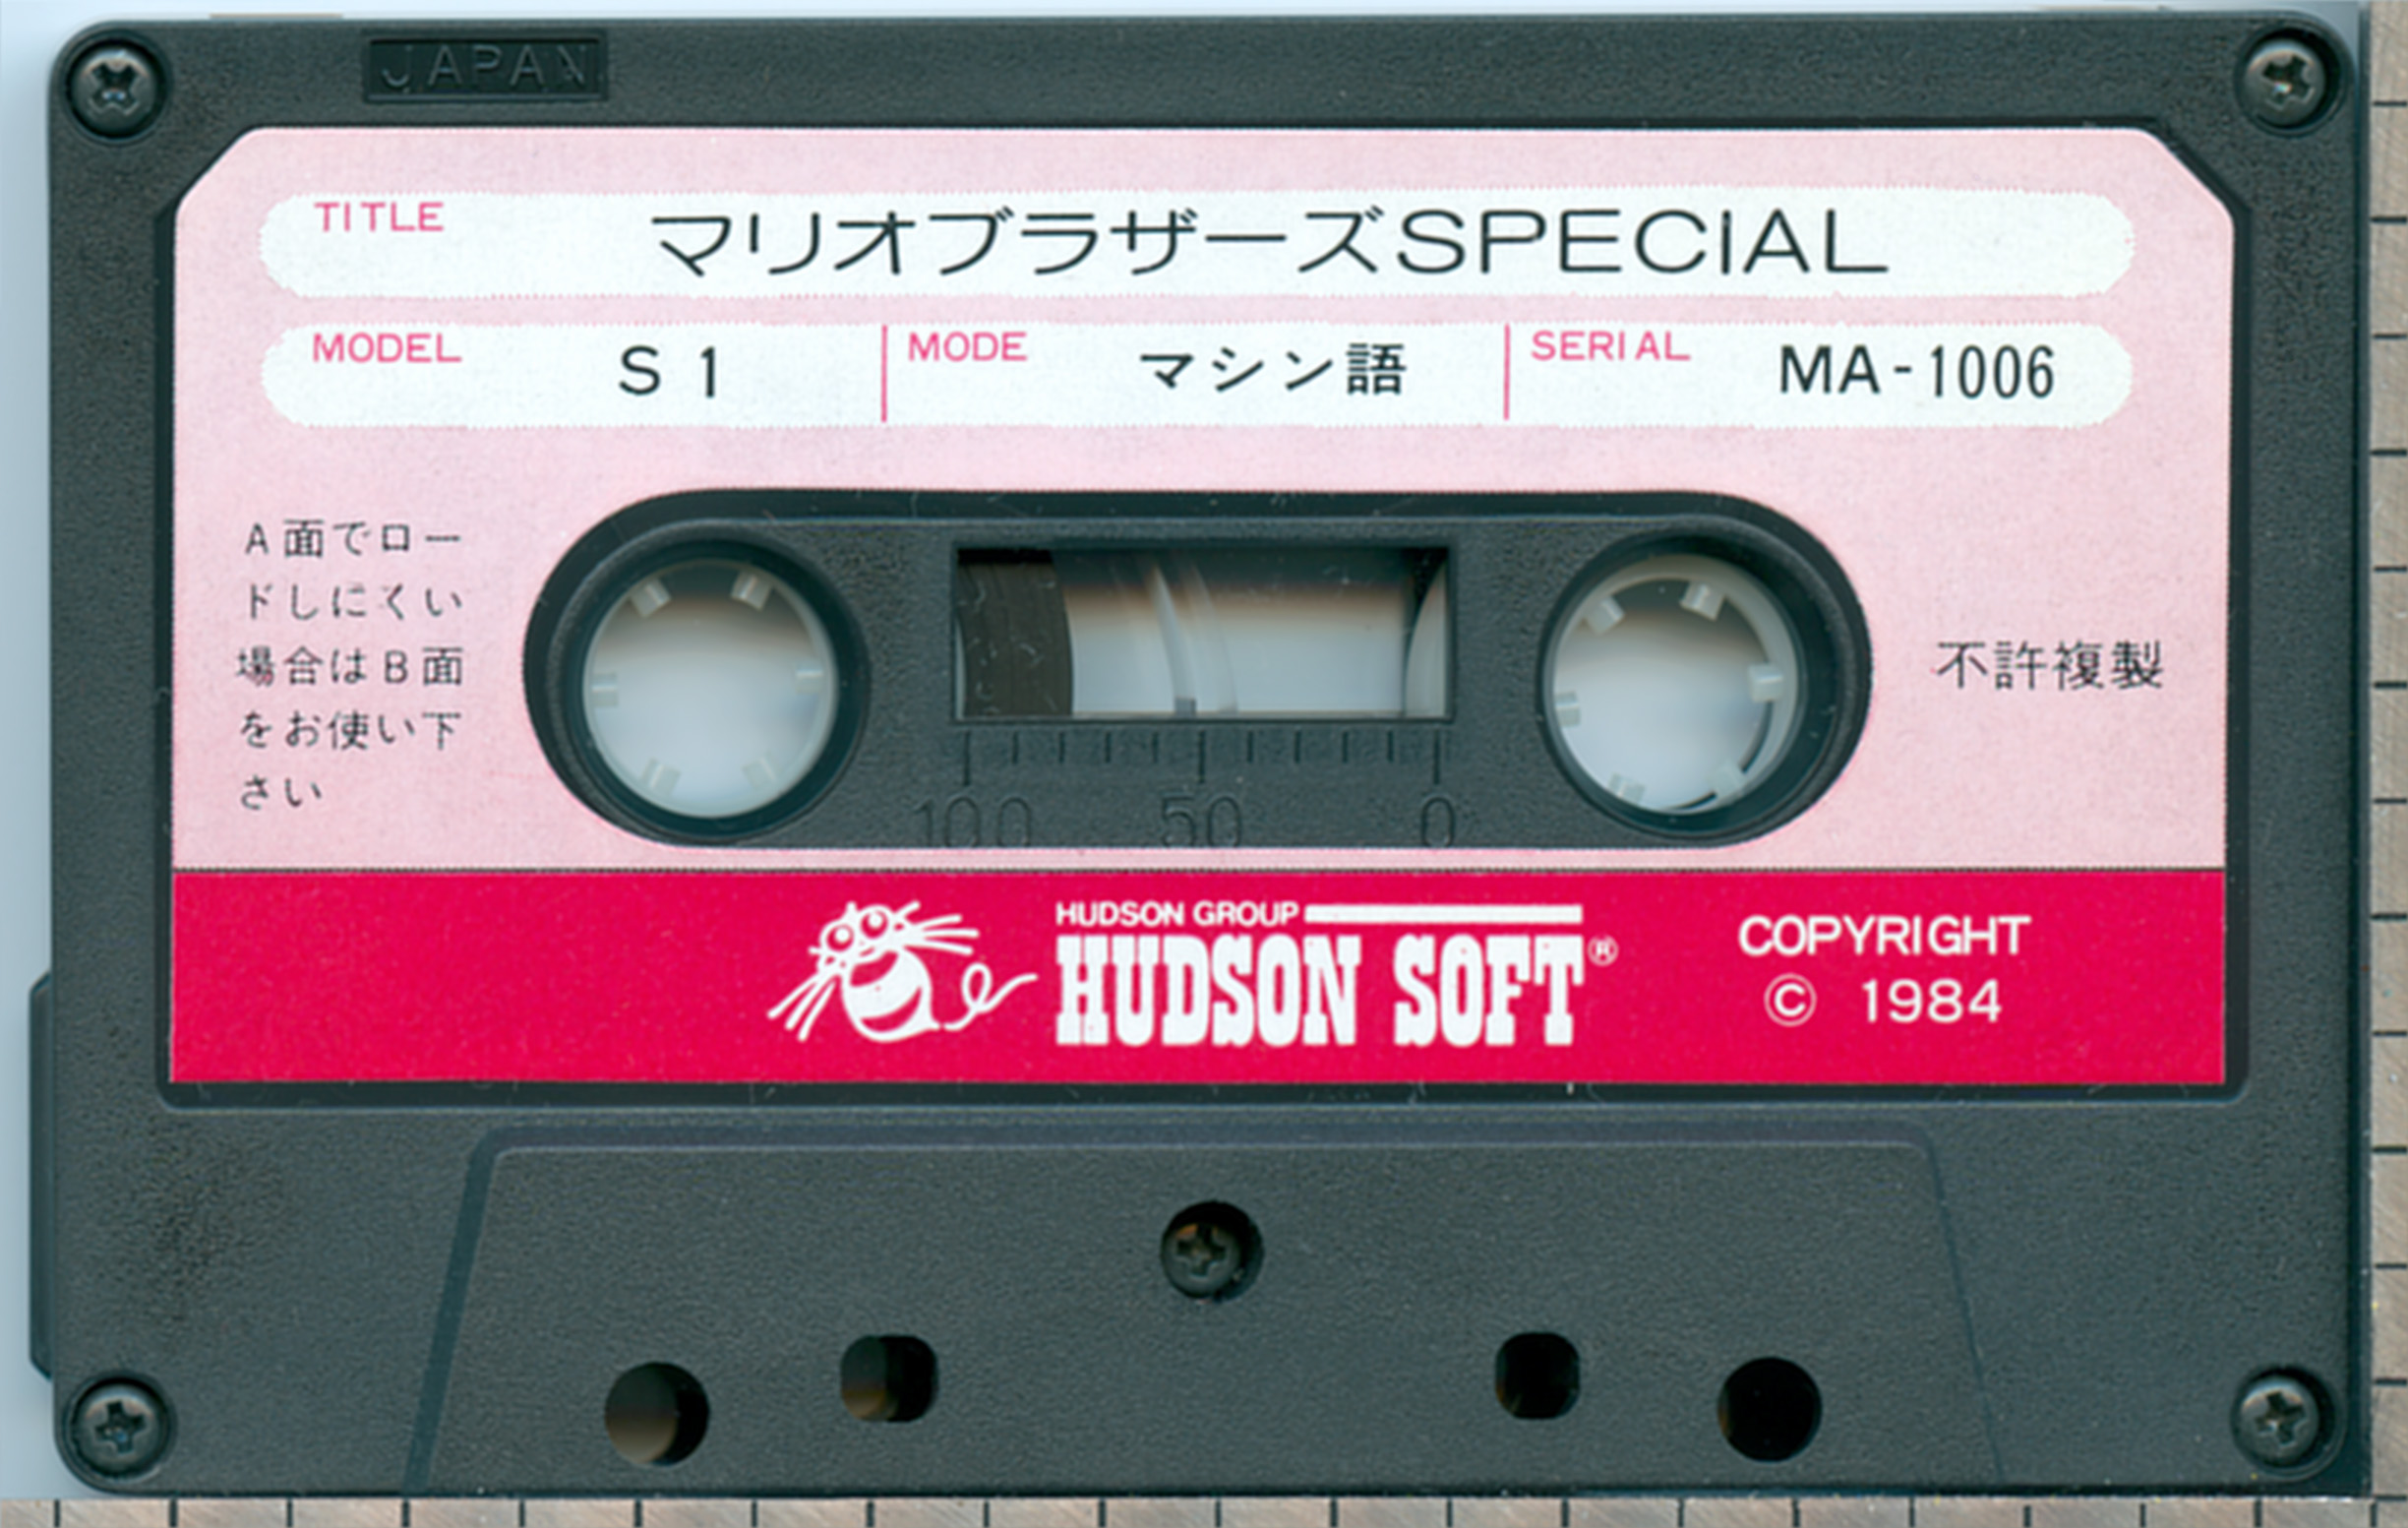 JAPAN
TITLE マリオブラザーズSPECIAL
MODEL S 1 MODE マシン語 SERIAL MA-1006
A面でロー
ドしにくい
場合はB面
をお使い下
さい
不許複製
100 50 0
HUDSON GROUP
HUDSON SOFT®
COPYRIGHT
© 1984